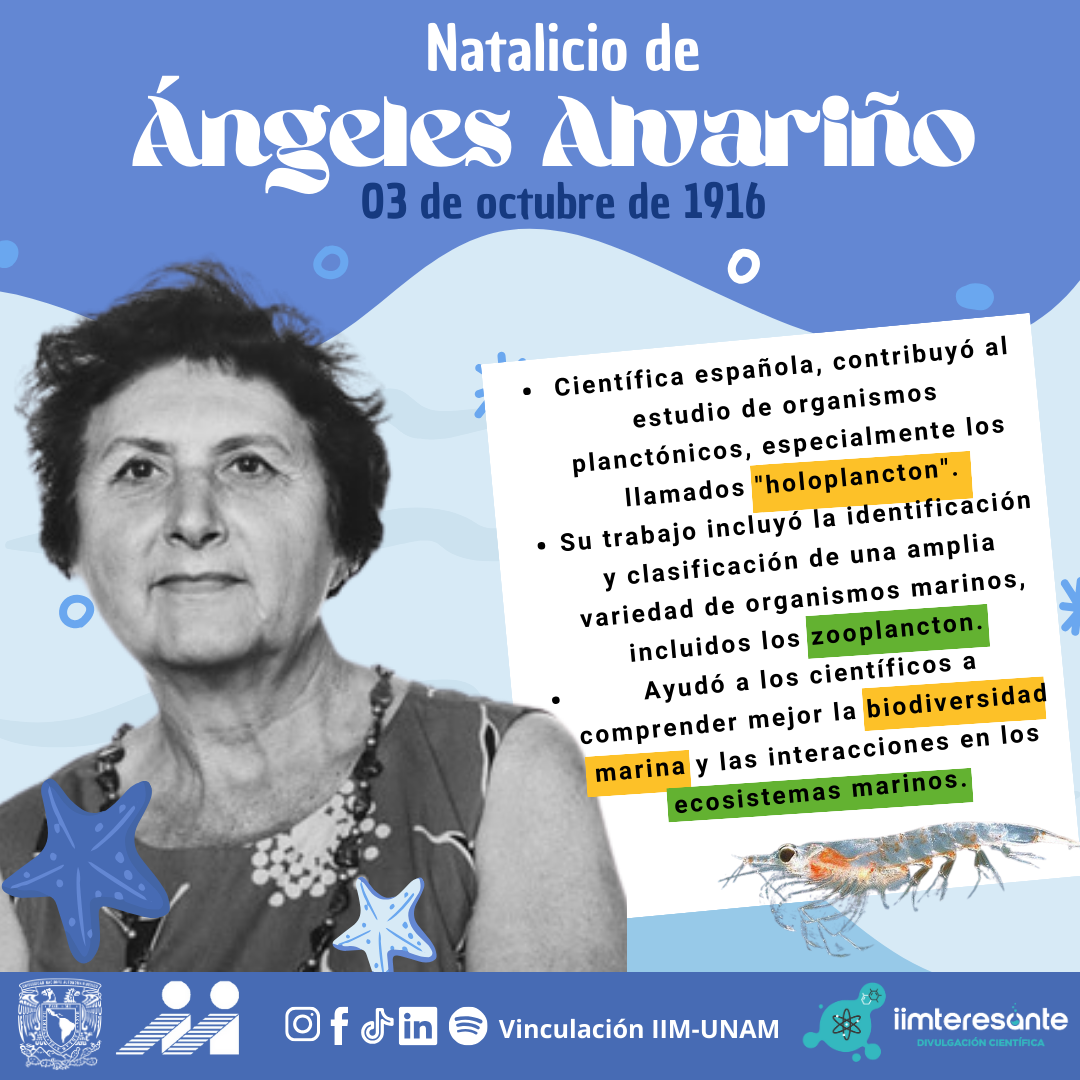 Natalicio de
Ángeles Alvariño
03 de octubre de 1916
• Científica española, contribuyó al
estudio de organismos
planctónicos, especialmente los
llamados "holoplancton".
• Su trabajo incluyó la identificación
y clasificación de una amplia
variedad de organismos marinos,
incluidos los zooplancton.
• Ayudó a los científicos a
comprender mejor la biodiversidad
marina y las interacciones en los
ecosistemas marinos.
Vinculación IIM-UNAM
iimteresante
DIVULGACIÓN CIENTÍFICA